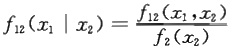 f₁₂(x₁ | x₂) = f₁₂(x₁, x₂) / f₂(x₂)